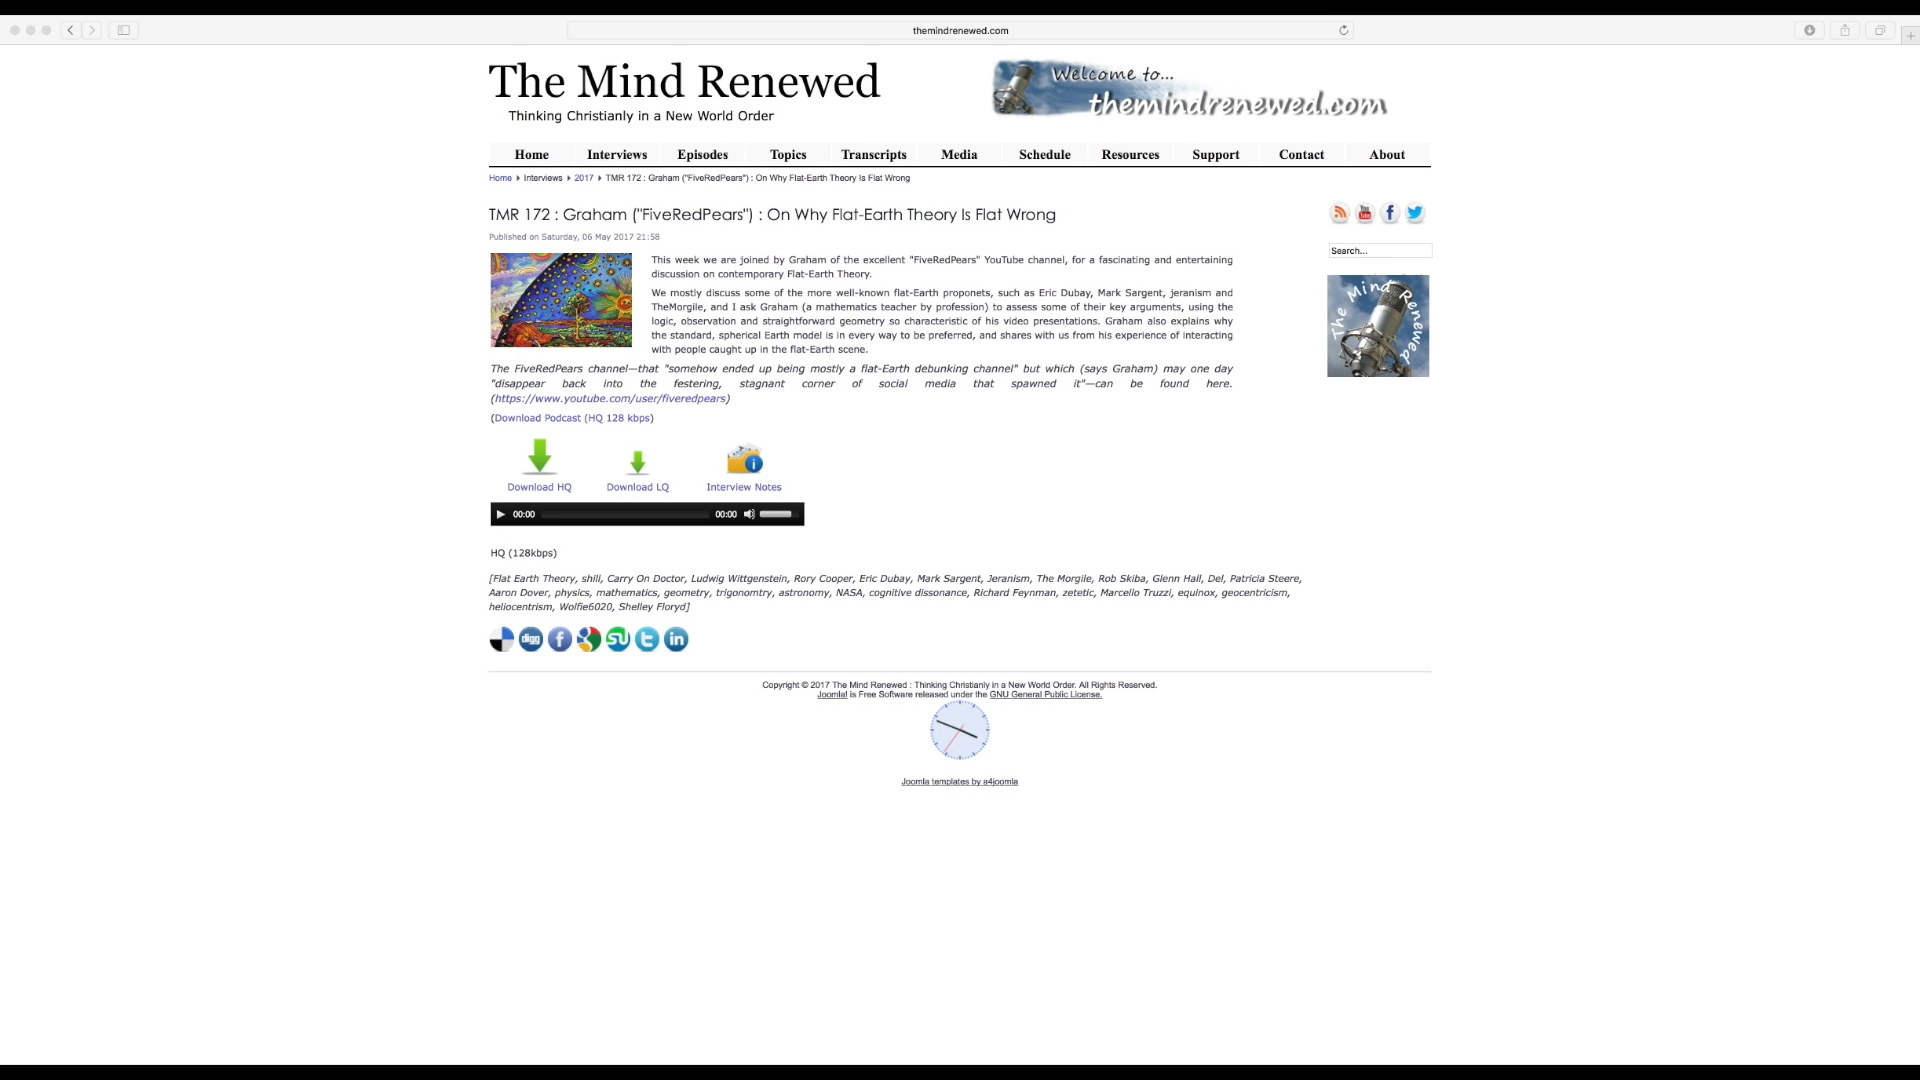 themindrenewed.com
The Mind Renewed
Thinking Christianly in a New World Order
Welcome to...
themindrenewed.com
Home Interviews Episodes Topics Transcripts Media Schedule Resources Support Contact About
Home Interviews 2017 TMR 172 : Graham ("FiveRedPears") : On Why Flat-Earth Theory Is Flat Wrong
TMR 172 : Graham ("FiveRedPears") : On Why Flat-Earth Theory Is Flat Wrong
You Tube f
Published on Saturday, 06 May 2017 21:58
Search...
This week we are joined by Graham of the excellent "FiveRedPears" YouTube channel, for a fascinating and entertaining
discussion on contemporary Flat-Earth Theory.
We mostly discuss some of the more well-known flat-Earth proponets, such as Eric Dubay, Mark Sargent, jeranism and
TheMorgile, and I ask Graham (a mathematics teacher by profession) to assess some of their key arguments, using the
logic, observation and straightforward geometry so characteristic of his video presentations. Graham also explains why
the standard, spherical Earth model is in every way to be preferred, and shares with us from his experience of interacting
with people caught up in the flat-Earth scene.
The Mind Renewed
The FiveRedPears channel—that "somehow ended up being mostly a flat-Earth debunking channel" but which (says Graham) may one day
"disappear back into the festering, stagnant corner of social media that spawned it"—can be found here.
(https://www.youtube.com/user/fiveredpears)
(Download Podcast (HQ 128 kbps)
Download HQ Download LQ Interview Notes
00:00 00:00
HQ (128kbps)
[Flat Earth Theory, shill, Carry On Doctor, Ludwig Wittgenstein, Rory Cooper, Eric Dubay, Mark Sargent, Jeranism, The Morgile, Rob Skiba, Glenn Hall, Del, Patricia Steere,
Aaron Dover, physics, mathematics, geometry, trigonomtry, astronomy, NASA, cognitive dissonance, Richard Feynman, zetetic, Marcello Truzzi, equinox, geocentricism,
heliocentrism, Wolfie6020, Shelley Floryd]
digg f g SU t in
Copyright © 2017 The Mind Renewed : Thinking Christianly in a New World Order. All Rights Reserved.
Joomla! is Free Software released under the GNU General Public License.
Joomla templates by a4joomla